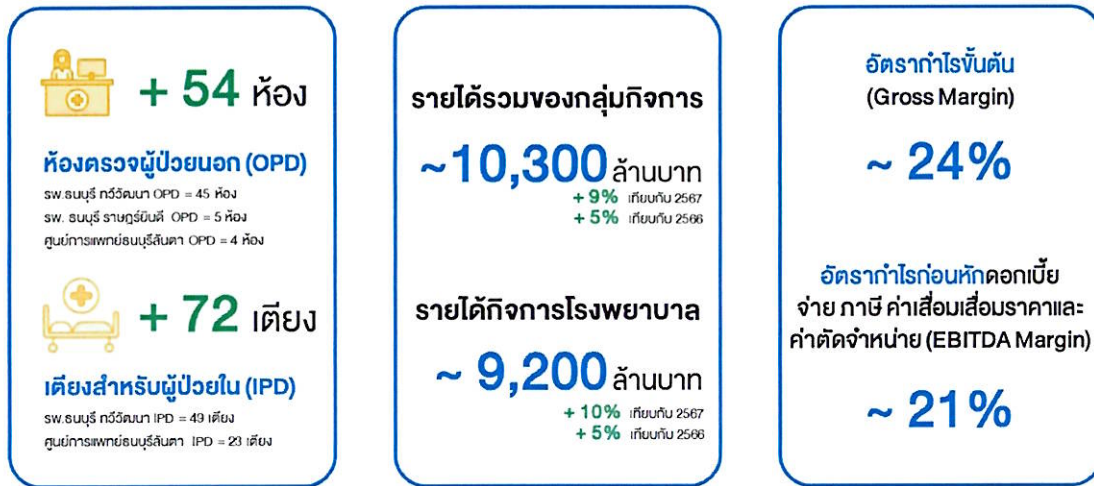 + 54 ห้อง
ห้องตรวจผู้ป่วยนอก (OPD)
รพ.ธนบุรี ทวีวัฒนา OPD = 45 ห้อง
รพ. ธนบุรี ราษฎร์ยินดี OPD = 5 ห้อง
ศูนย์การแพทย์ธนบุรีลันตา OPD = 4 ห้อง
+ 72 เตียง
เตียงสำหรับผู้ป่วยใน (IPD)
รพ.ธนบุรี ทวีวัฒนา IPD = 49 เตียง
ศูนย์การแพทย์ธนบุรีลันตา IPD = 23 เตียง
รายได้รวมของกลุ่มกิจการ
~10,300 ล้านบาท
+ 9% เทียบกับ 2567
+ 5% เทียบกับ 2566
รายได้กิจการโรงพยาบาล
~ 9,200 ล้านบาท
+ 10% เทียบกับ 2567
+ 5% เทียบกับ 2566
อัตรากำไรขั้นต้น
(Gross Margin)
~ 24%
อัตรากำไรก่อนหักดอกเบี้ย
จ่าย ภาษี ค่าเสื่อมเสื่อมราคาและ
ค่าตัดจำหน่าย (EBITDA Margin)
~ 21%